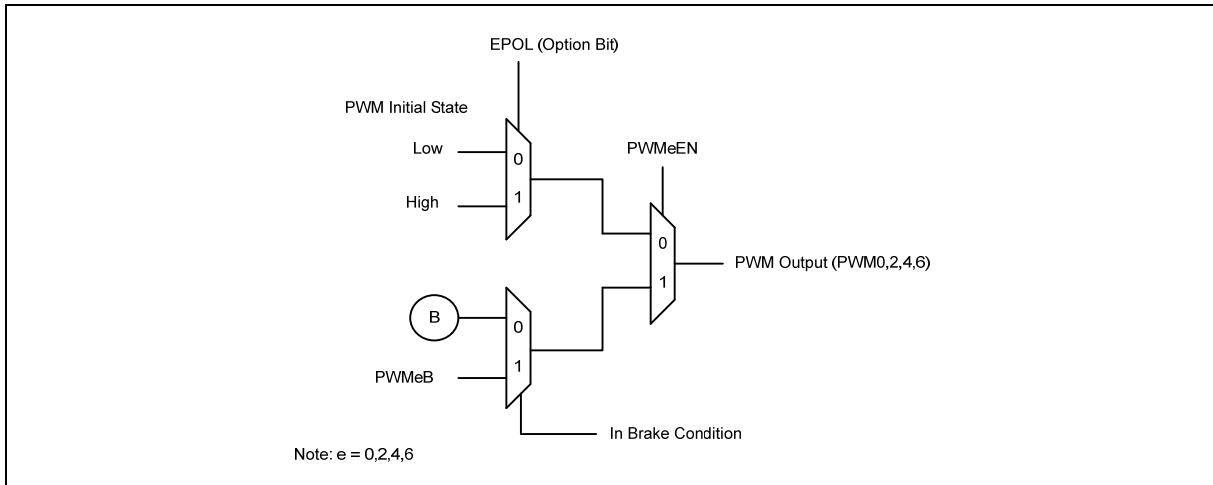 EPOL (Option Bit)
PWM Initial State
Low
0
High
1
PWMeEN
0
1
PWM Output (PWM0,2,4,6)
B
0
PWMeB
1
In Brake Condition
Note: e = 0,2,4,6